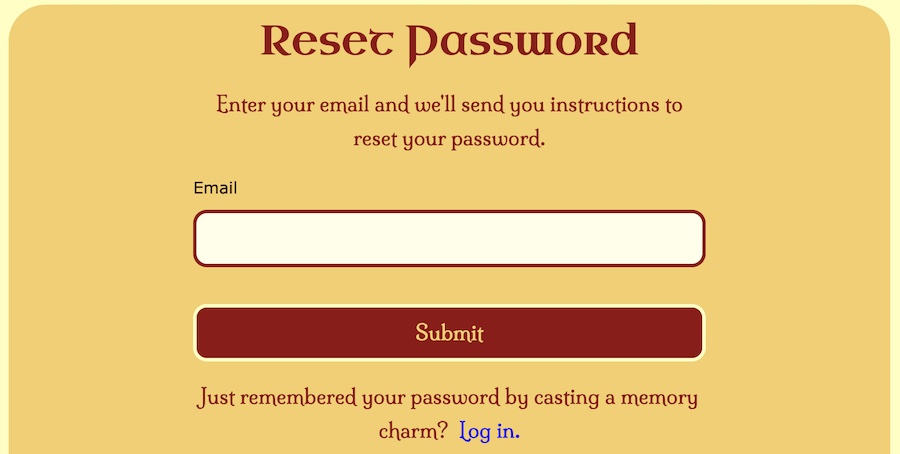 Reset Password
Enter your email and we'll send you instructions to
reset your password.
Email
Submit
Just remembered your password by casting a memory
charm? Log in.